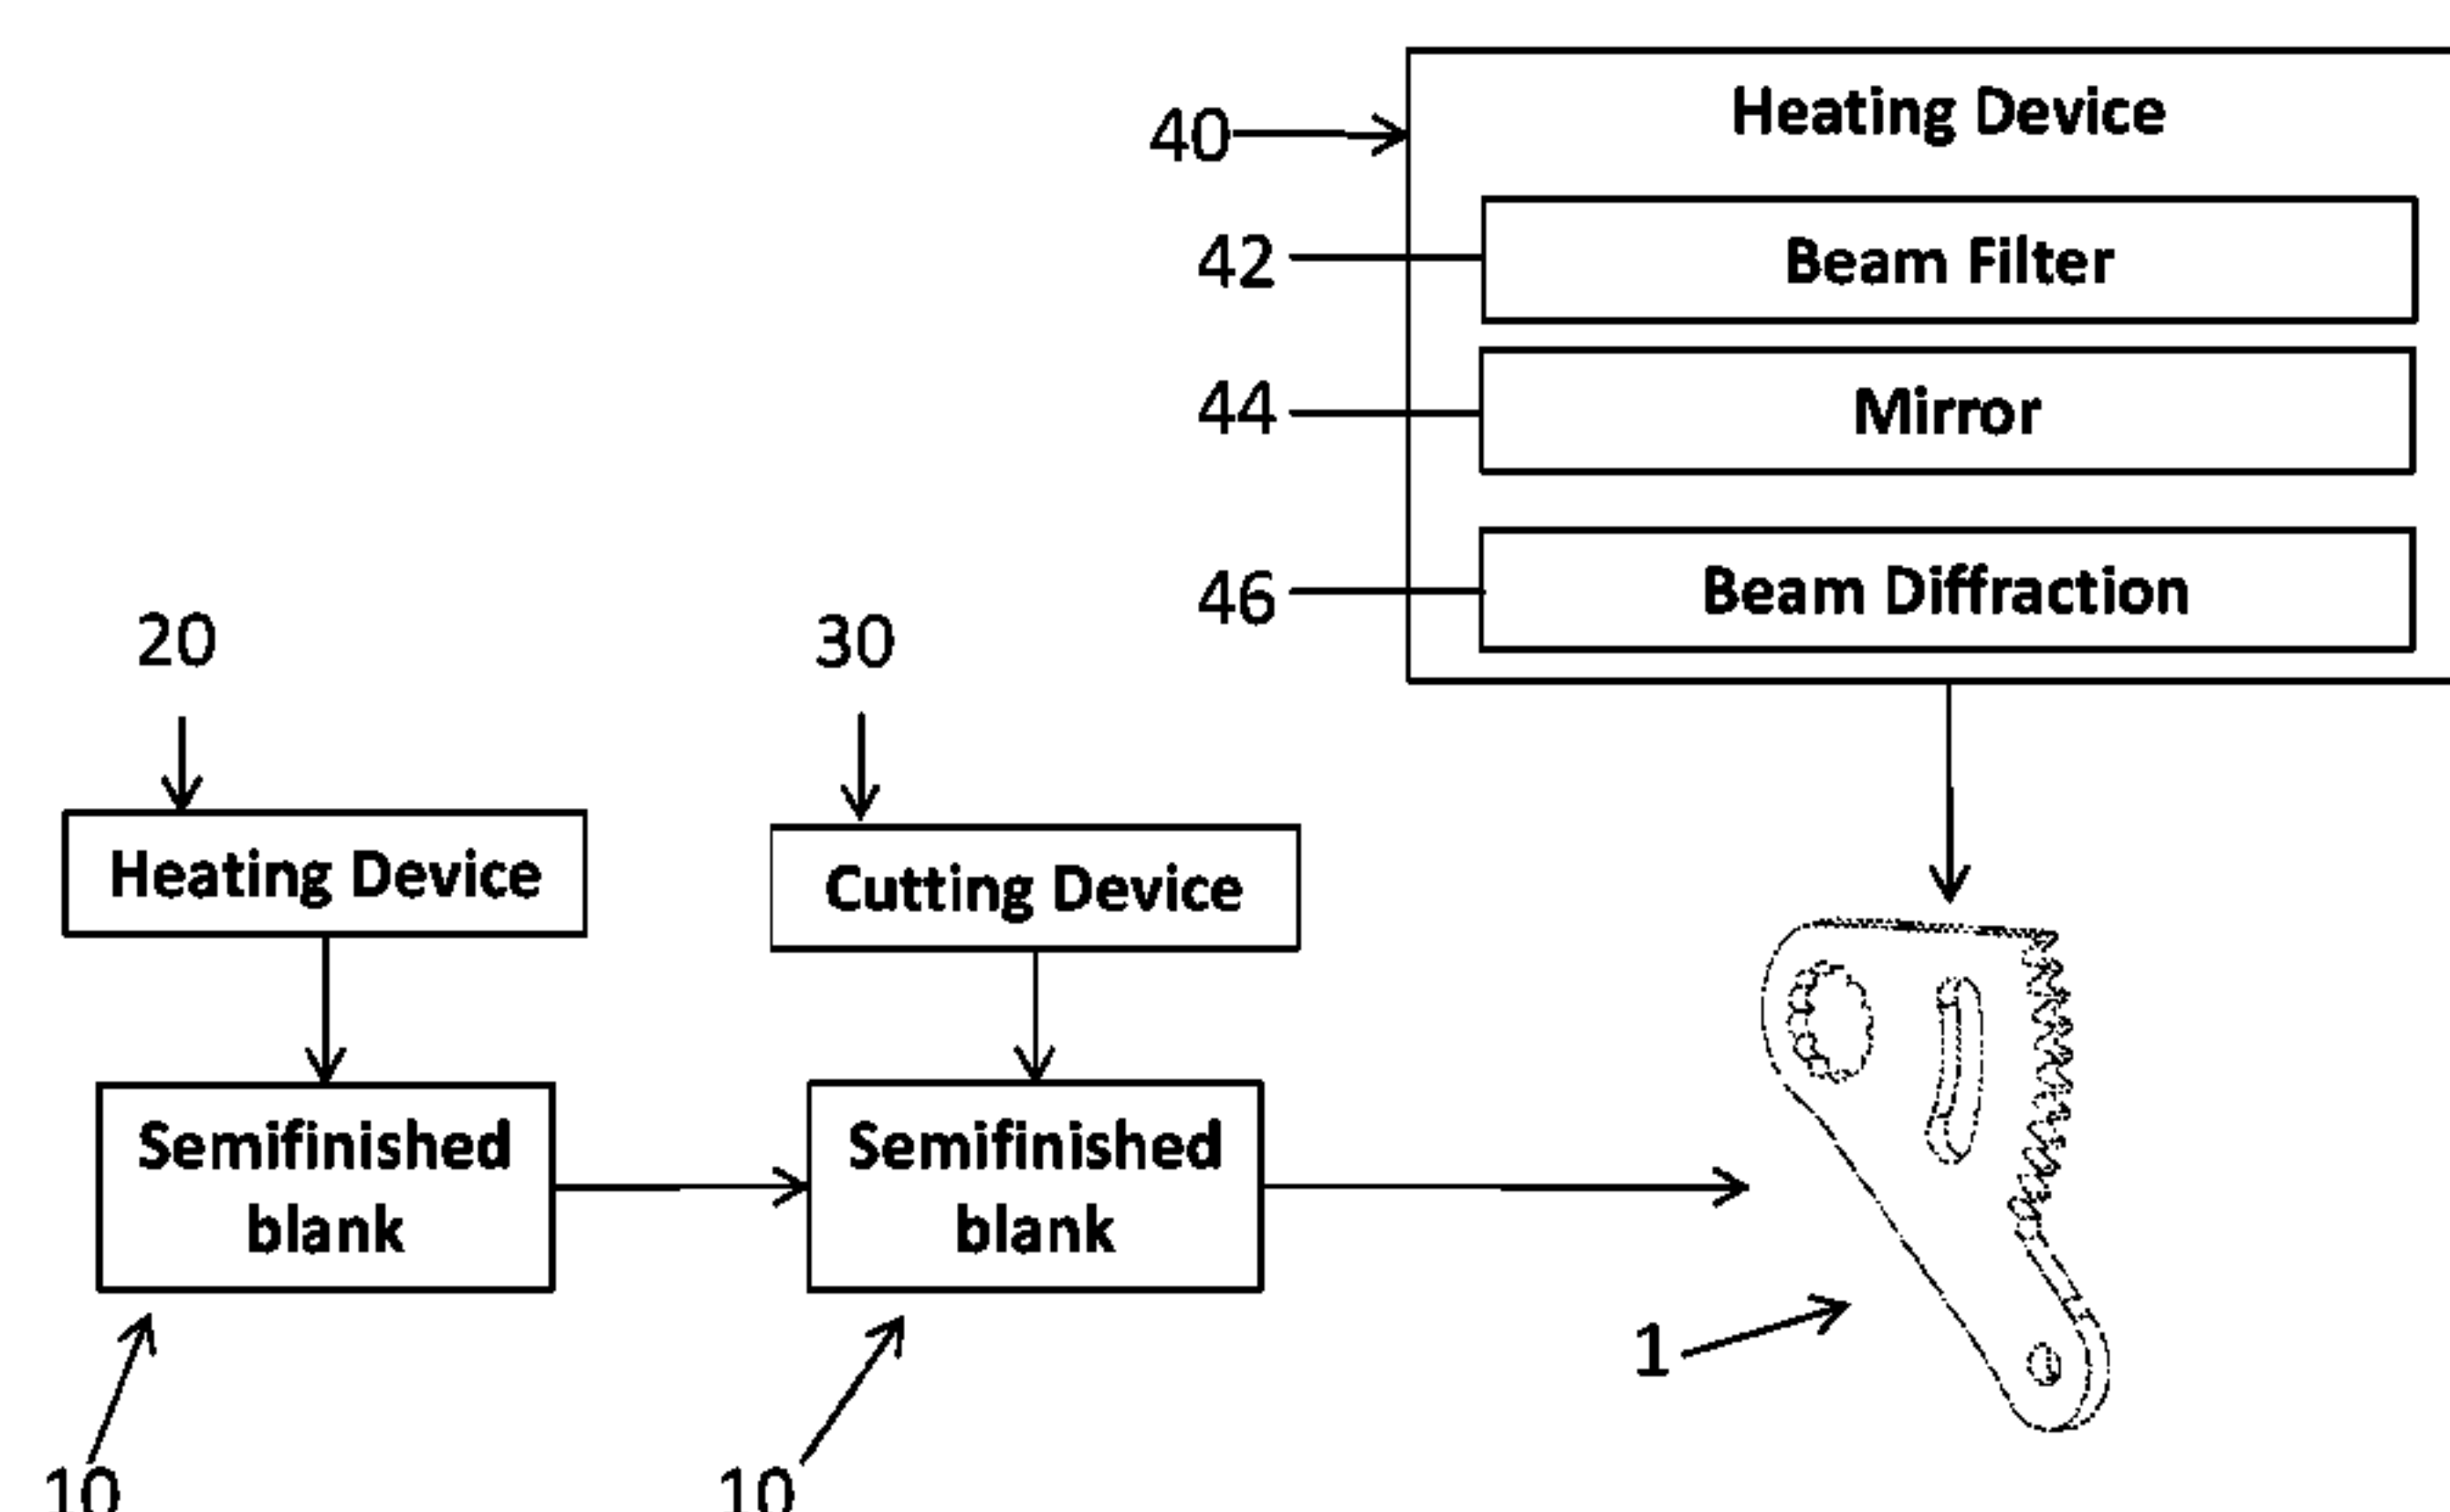 Heating Device
40
Beam Filter
42
Mirror
44
Beam Diffraction
46
20
30
Heating Device
Cutting Device
Semifinished
blank
Semifinished
blank
1
10
10